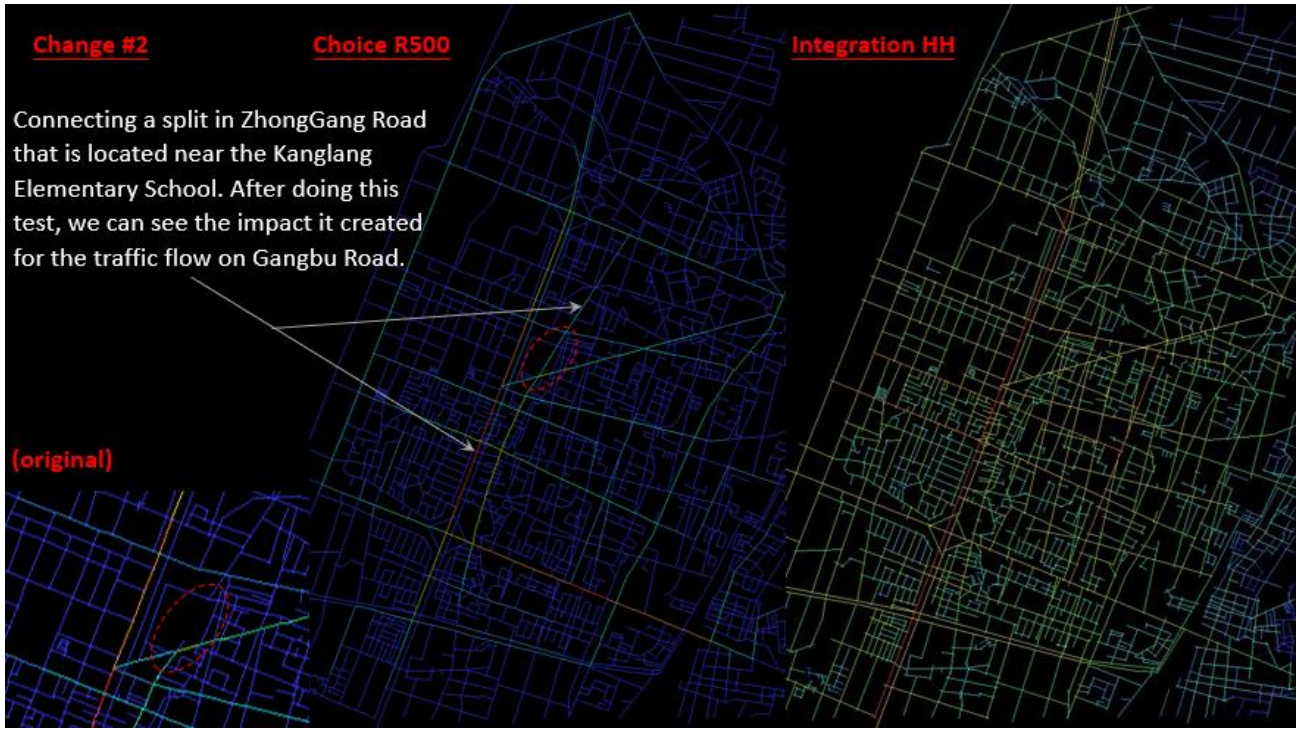 Change #2
Choice R500
Integration HH
Connecting a split in ZhongGang Road
that is located near the Kanglang
Elementary School. After doing this
test, we can see the impact it created
for the traffic flow on Gangbu Road.
(original)